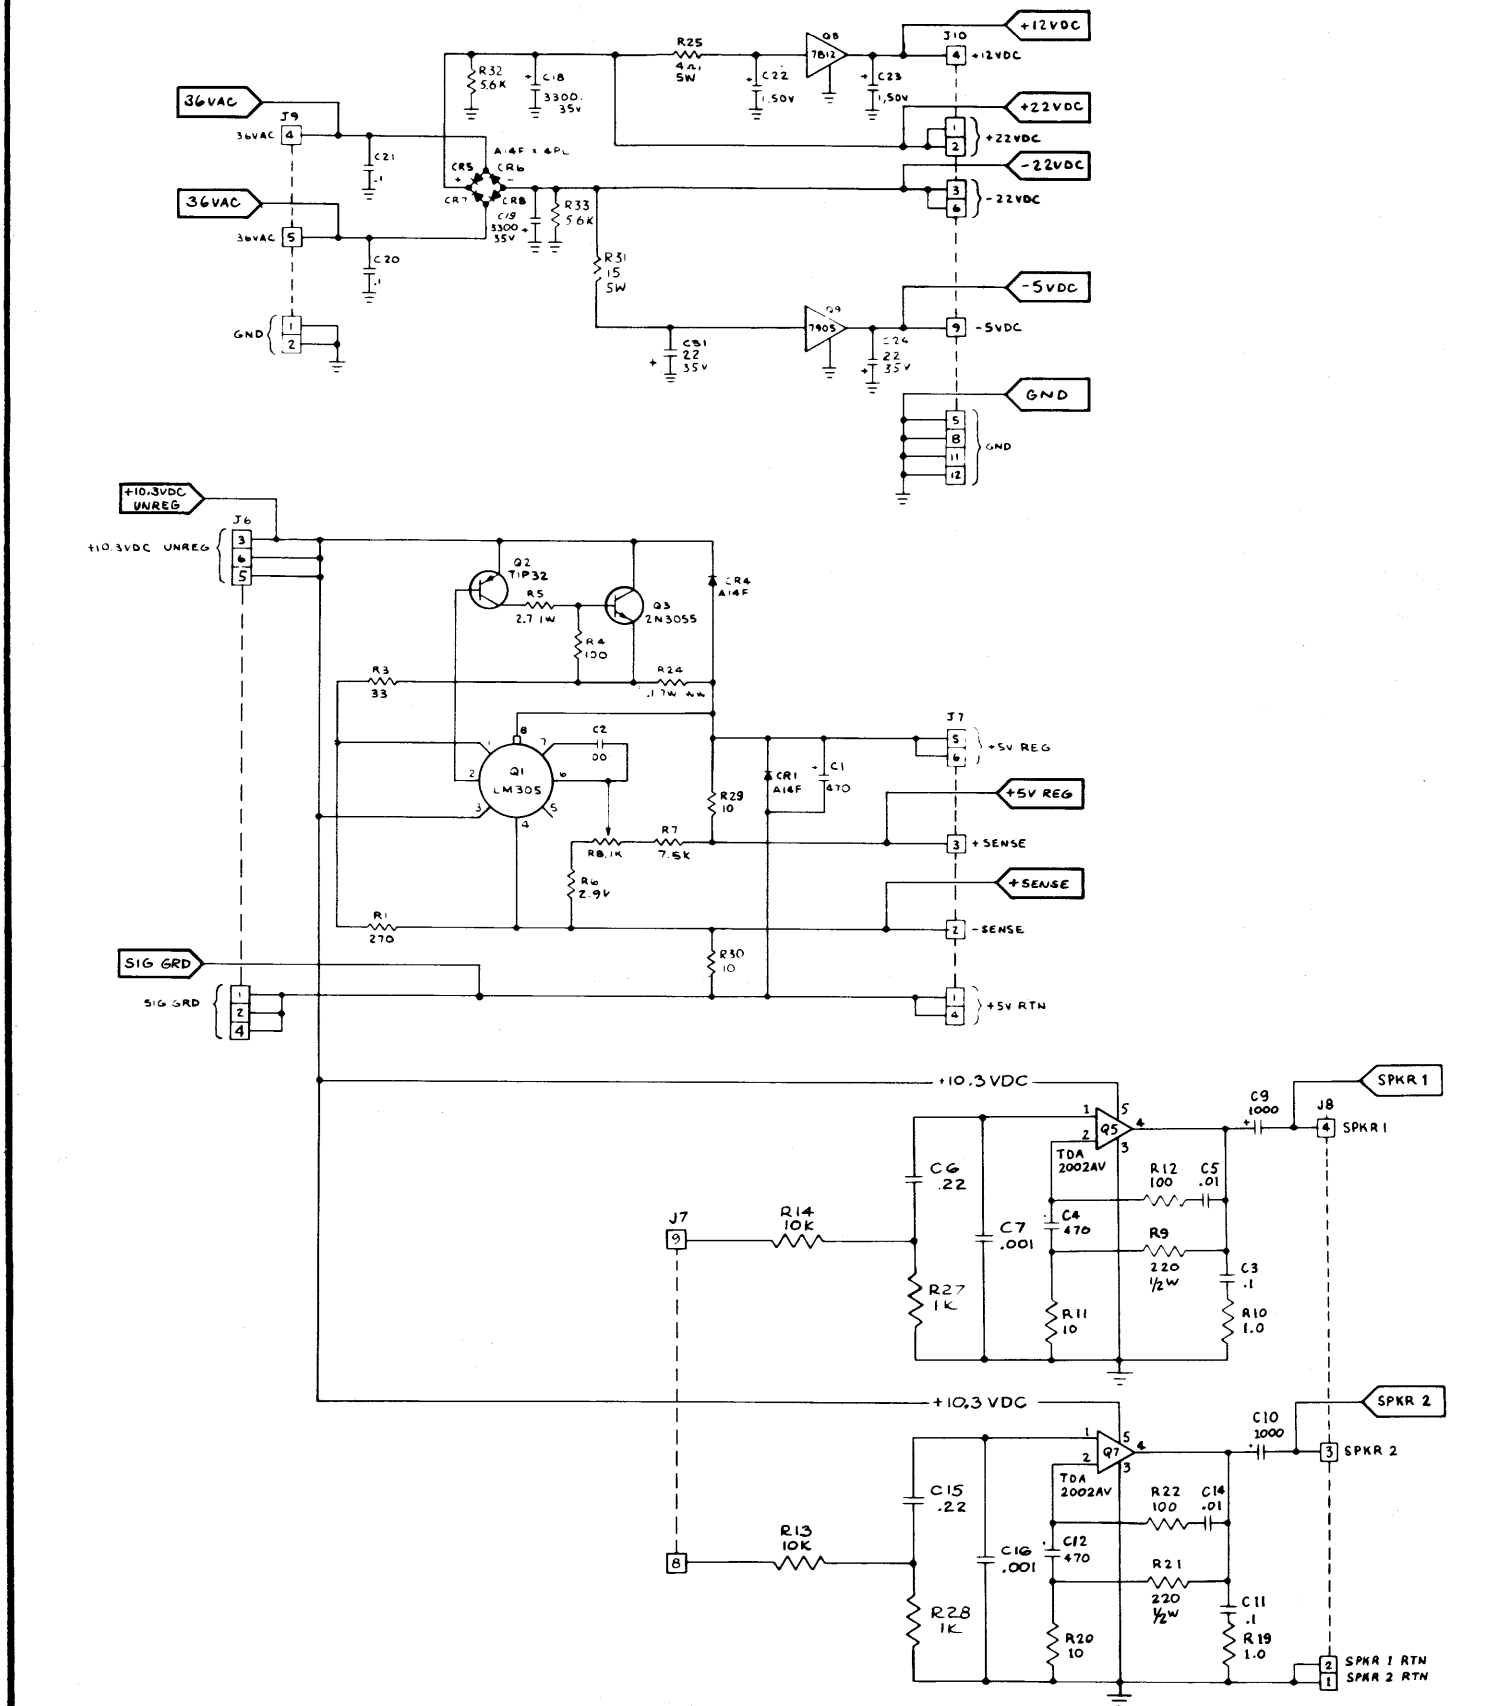 +12VDC
J10
4
+12VDC
R25
4Ω,
5W
Q8
7812
C22
1,50V
C23
1,50V
R32
5.6K
C18
3300,
35V
36VAC
J9
36VAC
4
C21
.1
A14F x 4PL
CR5
CR6
CR7
CR8
+
-
+22VDC
1
2
+22VDC
-22VDC
3
6
-22VDC
C19
3300
35V
R33
5.6K
36VAC
36VAC
5
C20
.1
R31
15
5W
GND
1
2
-5VDC
Q9
7905
9
-5VDC
C31
22
35V
C24
22
35V
GND
5
8
11
12
GND
+10.3VDC
UNREG
J6
+10.3VDC UNREG
3
6
5
Q2
TIP32
R5
2.7 1W
Q3
2N3055
CR4
A14F
R4
100
R3
33
R24
.1 7W WW
Q1
LM305
1
2
3
4
5
6
7
8
C2
CR1
A14F
C1
470
J7
5
6
+5V REG
R29
10
+5V REG
R8,1K
R7
7.5K
3
+SENSE
R6
+SENSE
R1
270
2
-SENSE
R30
10
SIG GRD
SIG GRD
1
2
4
1
4
+5V RTN
+10.3VDC
SPKR 1
1
2
3
4
5
Q5
TDA
2002AV
C9
1000
J8
4
SPKR 1
C6
.22
C7
.001
R12
100
C5
.01
C4
470
R9
220
1/2W
J7
9
R14
10K
R27
1K
R11
10
C3
.1
R10
1.0
+10.3VDC
SPKR 2
1
2
3
4
5
Q7
TDA
2002AV
C10
1000
3
SPKR 2
C15
.22
C16
.001
R22
100
C14
.01
C12
470
R21
220
1/2W
8
R13
10K
R28
1K
R20
10
C11
.1
R19
1.0
2
SPKR 1 RTN
1
SPKR 2 RTN